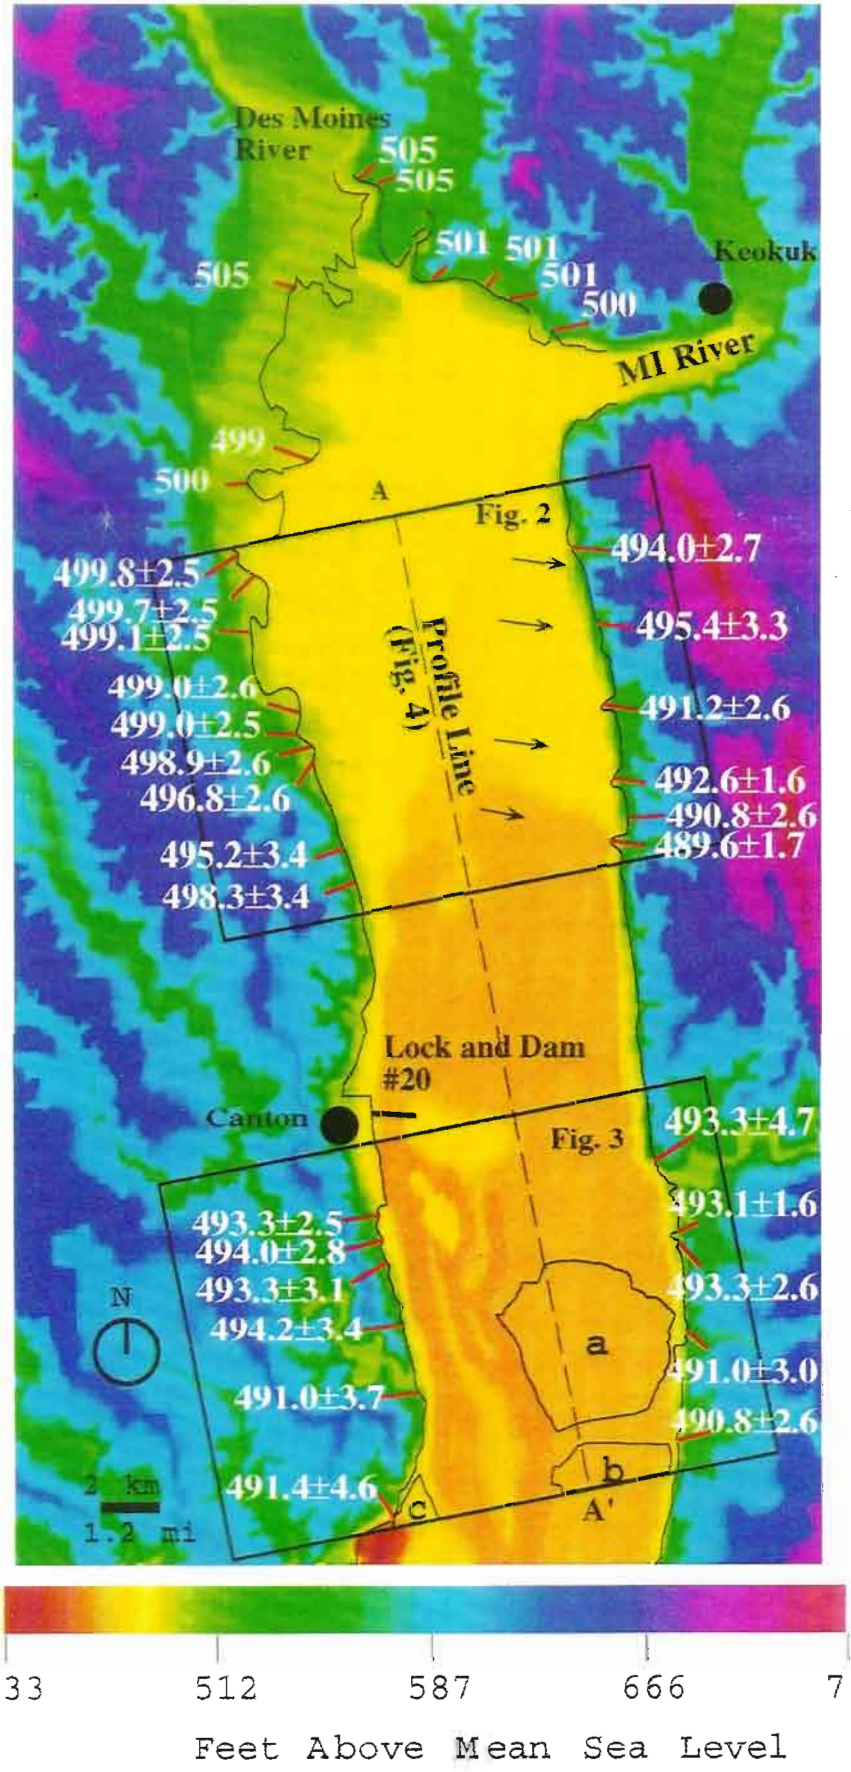 Des Moines
River
505
505
501
501
Keokuk
505
501
500
MI River
499
500
A
Fig. 2
494.0±2.7
499.8±2.5
499.7±2.5
499.1±2.5
495.4±3.3
Profile Line
(Fig. 4)
499.0±2.6
491.2±2.6
499.0±2.5
498.9±2.6
492.6±1.6
496.8±2.6
490.8±2.6
489.6±1.7
495.2±3.4
498.3±3.4
Lock and Dam
#20
Canton
493.3±4.7
Fig. 3
493.1±1.6
493.3±2.5
494.0±2.8
493.3±3.1
493.3±2.6
N
494.2±3.4
a
491.0±3.0
491.0±3.7
490.8±2.6
b
491.4±4.6
2 km
c
A'
1.2 mi
33
512
587
666
7
Feet Above Mean Sea Level